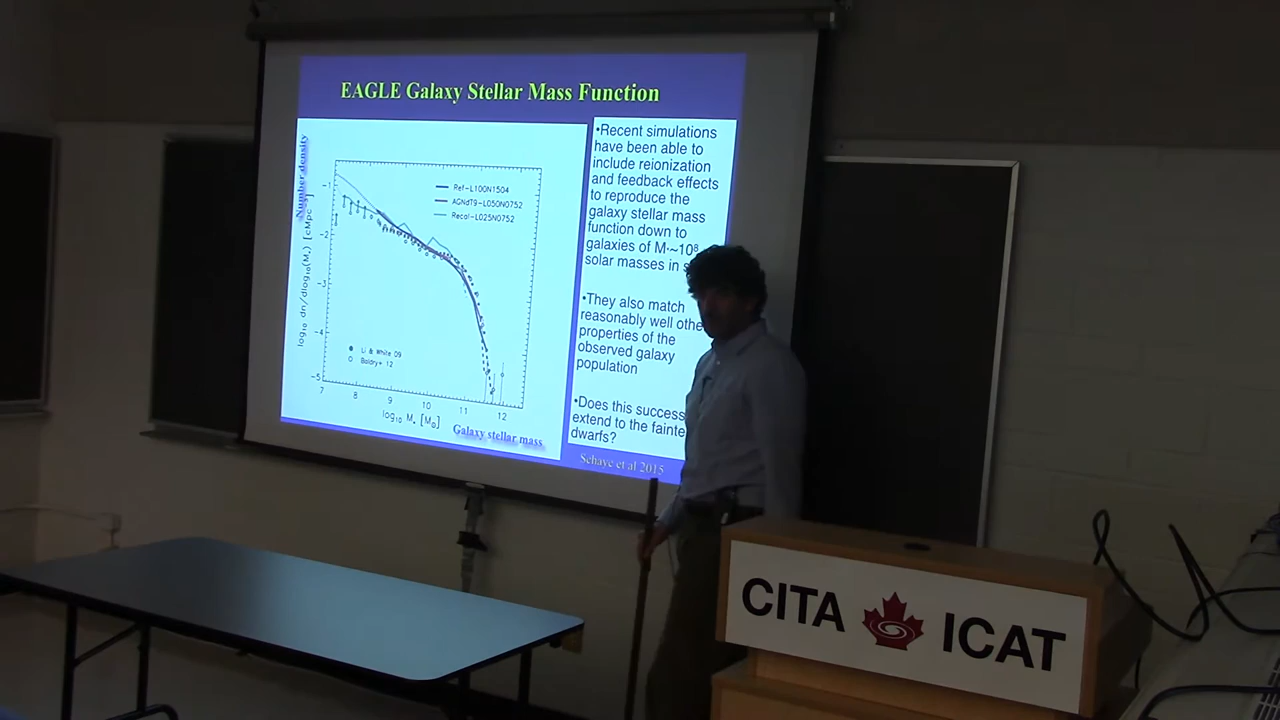 EAGLE Galaxy Stellar Mass Function
Number density
log₁₀ dn/dlog₁₀(M*) [cMpc⁻³]
-1
-2
-3
-4
-5
Ref-L100N1504
AGNdT9-L050N0752
Recal-L025N0752
Li & White 09
Baldry+ 12
7 8 9 10 11 12
log₁₀ M* [M⊙]
Galaxy stellar mass
•Recent simulations
have been able to
include reionization
and feedback effects
to reproduce the
galaxy stellar mass
function down to
galaxies of M~10⁸
solar masses in
•They also match
reasonably well
properties of the
observed galaxy
population
•Does this success
extend to the
dwarfs?
Schaye et al 2015
CITA ICAT